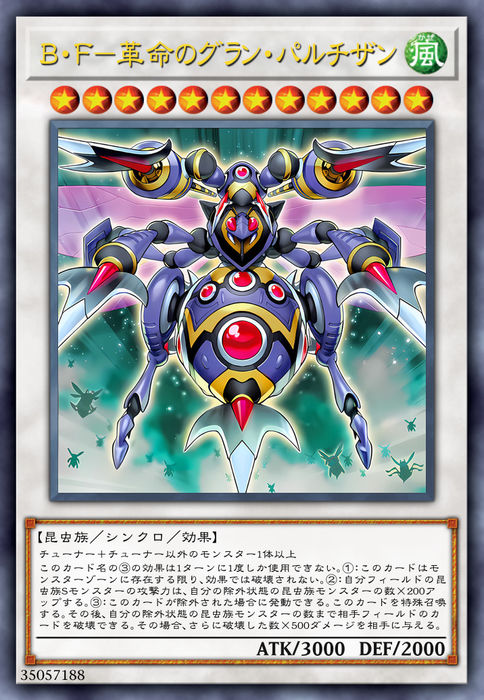 B・F－革命のグラン・パルチザン
かぜ
風
【昆虫族／シンクロ／効果】
チューナー＋チューナー以外のモンスター1体以上
このカード名の③の効果は1ターンに1度しか使用できない。①：このカードはモ
ンスターゾーンに存在する限り、効果では破壊されない。②：自分フィールドの昆
虫族Sモンスターの攻撃力は、自分の除外状態の昆虫族モンスターの数×200ア
ップする。③：このカードが除外された場合に発動できる。このカードを特殊召喚
する。その後、自分の除外状態の昆虫族モンスターの数まで相手フィールドのカ
ードを破壊できる。その場合、さらに破壊した数×500ダメージを相手に与える。
ATK/3000 DEF/2000
35057188